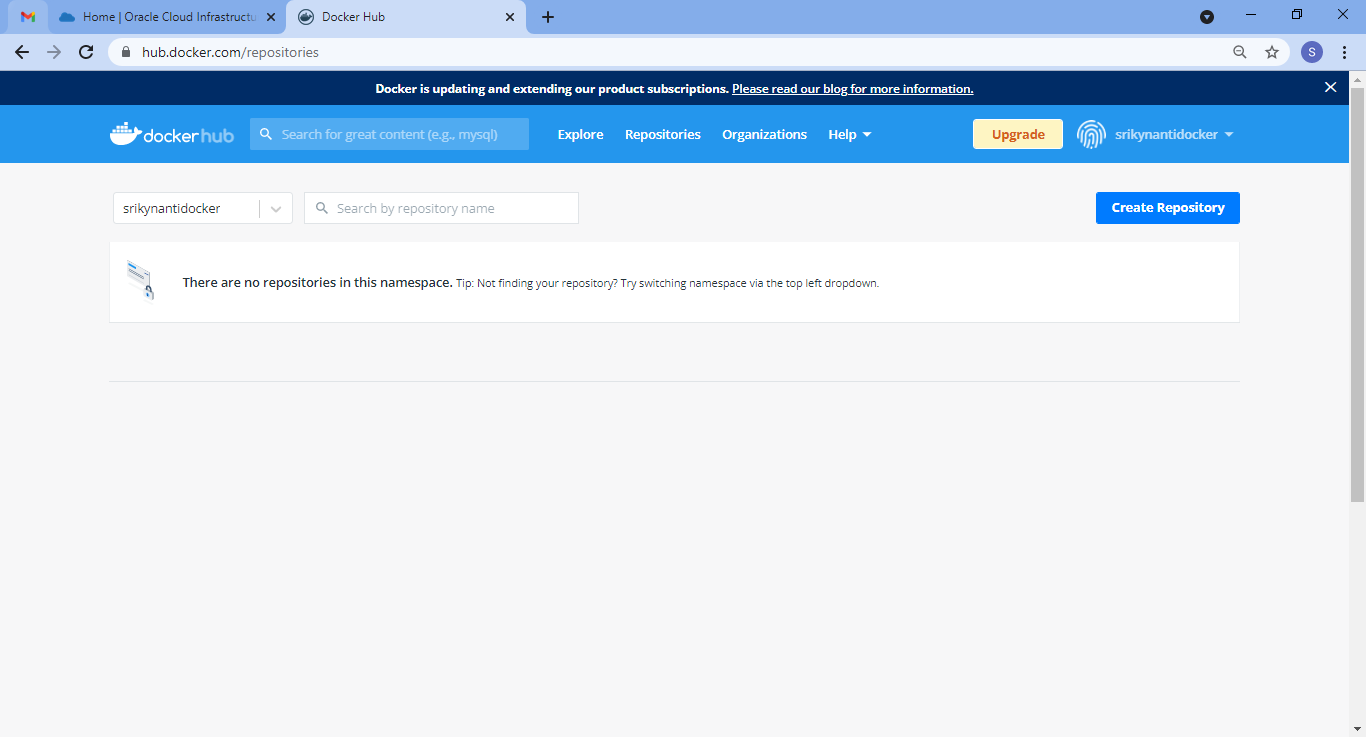 Home | Oracle Cloud Infrastructu
Docker Hub
hub.docker.com/repositories
S
Docker is updating and extending our product subscriptions. Please read our blog for more information.
dockerhub
Search for great content (e.g., mysql)
Explore
Repositories
Organizations
Help
Upgrade
srikynantidocker
srikynantidocker
Search by repository name
Create Repository
There are no repositories in this namespace. Tip: Not finding your repository? Try switching namespace via the top left dropdown.